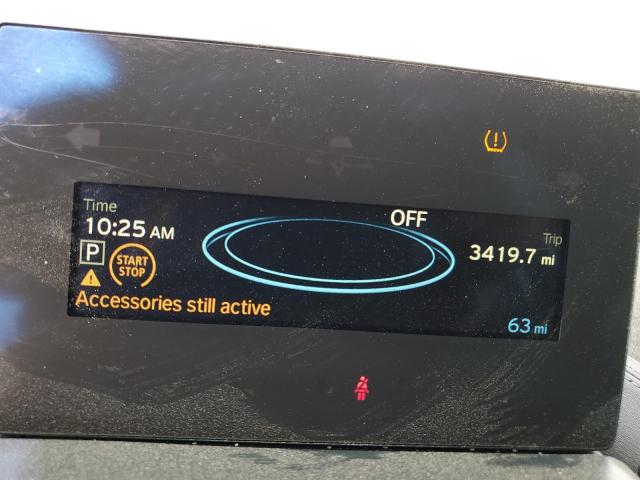 Time
OFF
10:25 AM
Trip
3419.7 mi
P
START
STOP
Accessories still active
63 mi